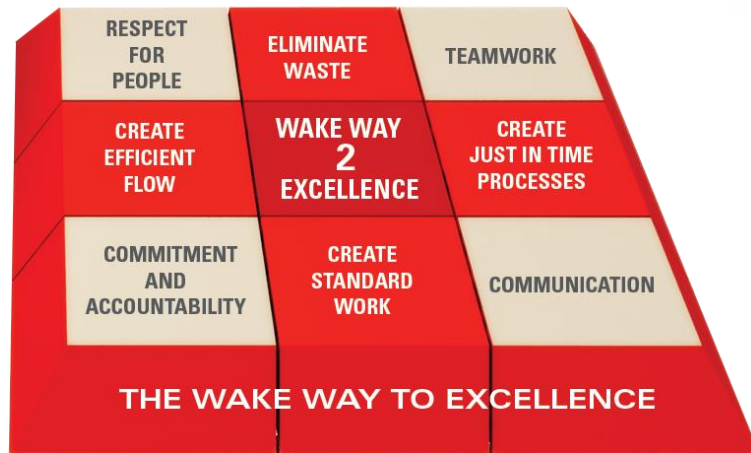 RESPECT
FOR
PEOPLE
ELIMINATE
WASTE
TEAMWORK
CREATE
EFFICIENT
FLOW
WAKE WAY
2
EXCELLENCE
CREATE
JUST IN TIME
PROCESSES
COMMITMENT
AND
ACCOUNTABILITY
CREATE
STANDARD
WORK
COMMUNICATION
THE WAKE WAY TO EXCELLENCE